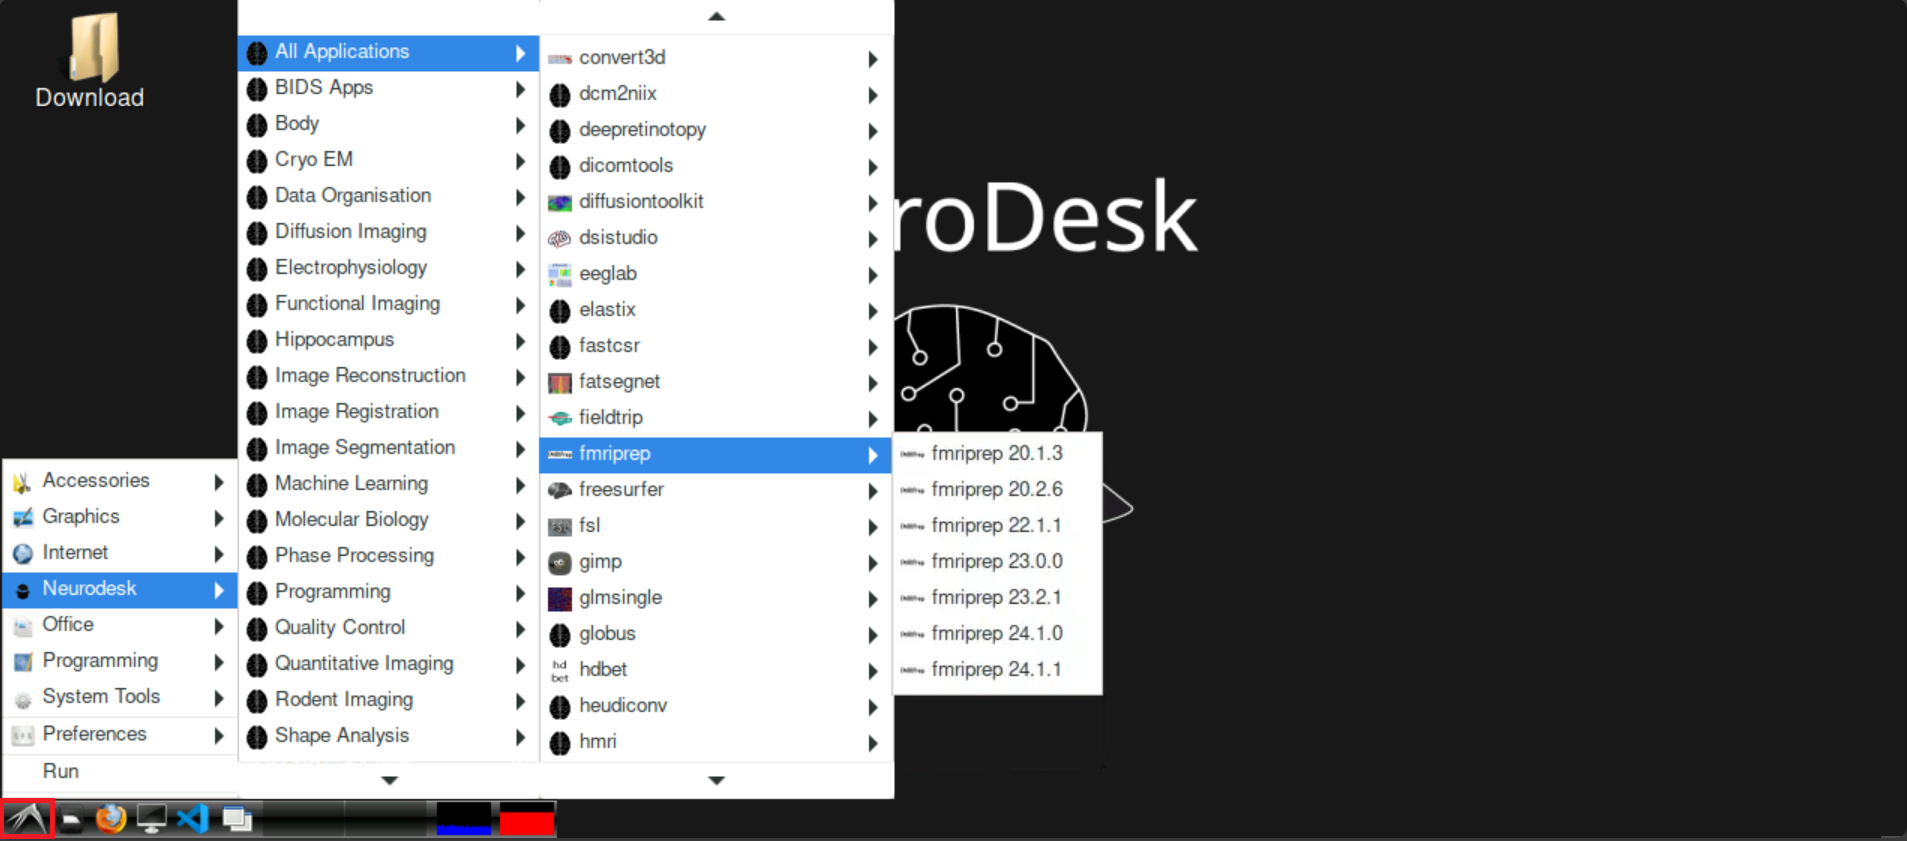 Download
roDesk
Accessories
Graphics
Internet
Neurodesk
Office
Programming
System Tools
Preferences
Run
All Applications
BIDS Apps
Body
Cryo EM
Data Organisation
Diffusion Imaging
Electrophysiology
Functional Imaging
Hippocampus
Image Reconstruction
Image Registration
Image Segmentation
Machine Learning
Molecular Biology
Phase Processing
Programming
Quality Control
Quantitative Imaging
Rodent Imaging
Shape Analysis
convert3d
dcm2niix
deepretinotopy
dicomtools
diffusiontoolkit
dsistudio
eeglab
elastix
fastcsr
fatsegnet
fieldtrip
fmriprep
freesurfer
fsl
gimp
glmsingle
globus
hd
bet
hdbet
heudiconv
hmri
fmriprep 20.1.3
fmriprep 20.2.6
fmriprep 22.1.1
fmriprep 23.0.0
fmriprep 23.2.1
fmriprep 24.1.0
fmriprep 24.1.1